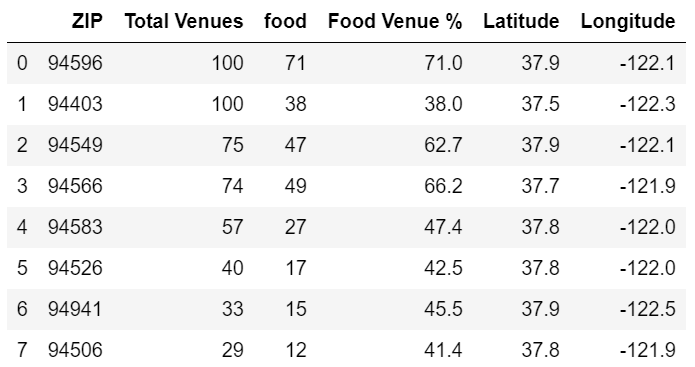 ZIP Total Venues food Food Venue % Latitude Longitude
0 94596 100 71 71.0 37.9 -122.1
1 94403 100 38 38.0 37.5 -122.3
2 94549 75 47 62.7 37.9 -122.1
3 94566 74 49 66.2 37.7 -121.9
4 94583 57 27 47.4 37.8 -122.0
5 94526 40 17 42.5 37.8 -122.0
6 94941 33 15 45.5 37.9 -122.5
7 94506 29 12 41.4 37.8 -121.9